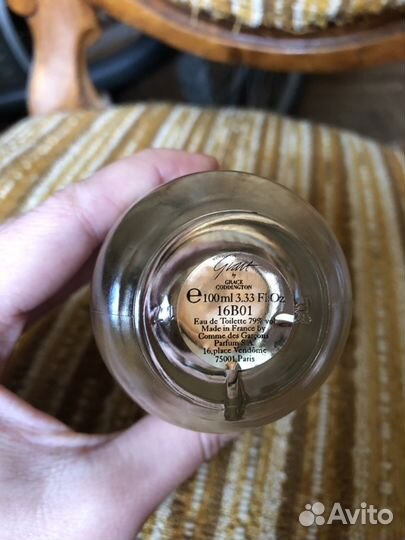 Grace
by
GRACE
CODDINGTON
℮100ml 3.33 Fl.Oz
16B01
Eau de Toilette 79% vol
Made in France by
Comme des Garçons
Parfum S.A.
16, place Vendôme
75001 Paris
Avito